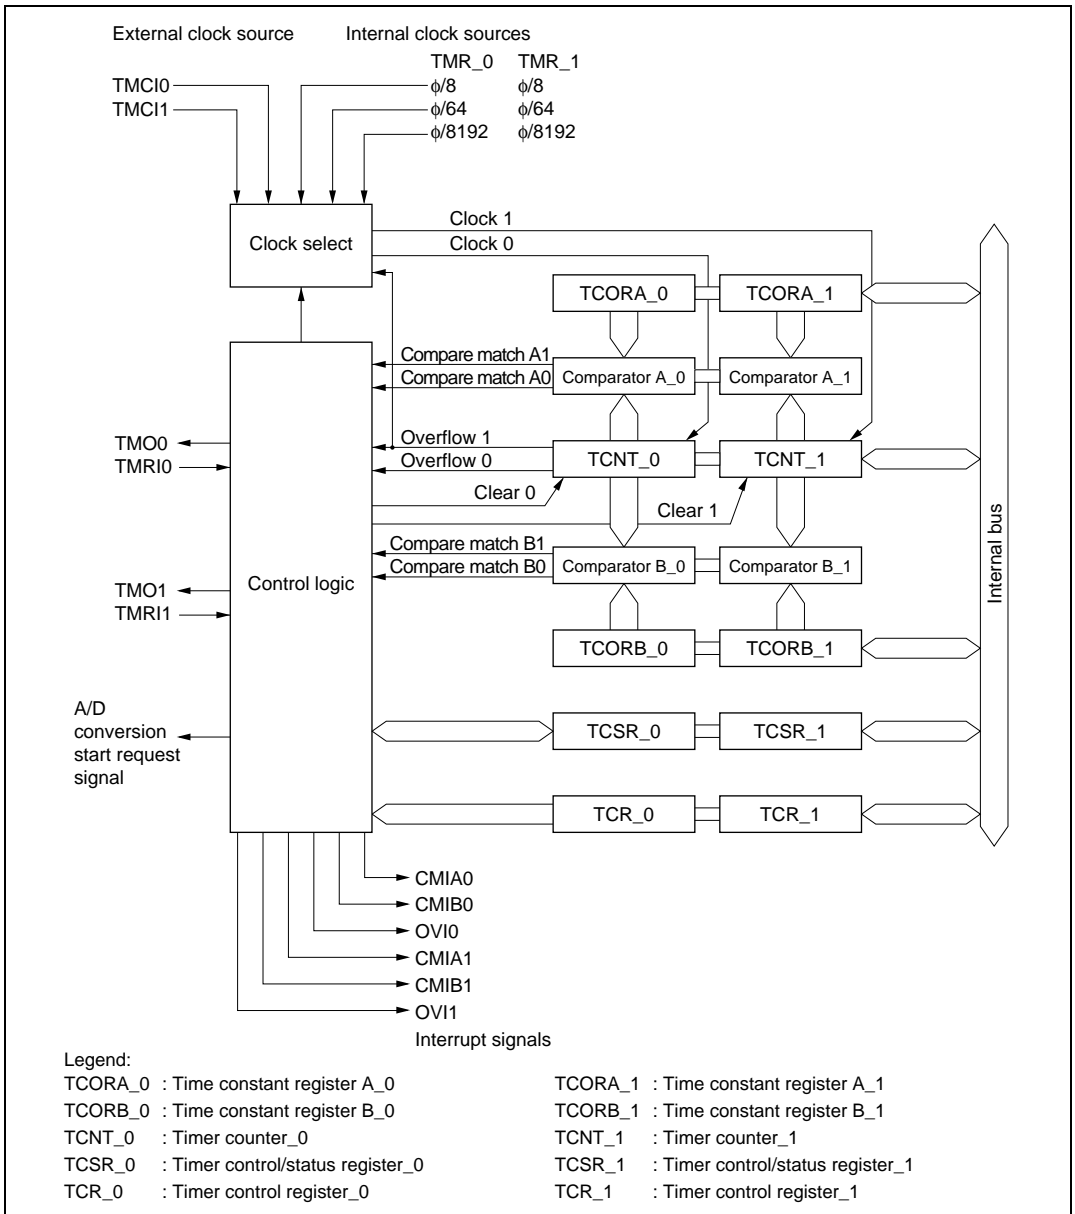 External clock source    Internal clock sources
TMR_0    TMR_1
TMCI0    ϕ/8    ϕ/8
TMCI1    ϕ/64    ϕ/64
ϕ/8192    ϕ/8192
Clock select
Clock 1
Clock 0
TCORA_0    TCORA_1
Compare match A1
Compare match A0
Comparator A_0    Comparator A_1
TMO0
TMRI0
Overflow 1
Overflow 0
TCNT_0    TCNT_1
Clear 0
Clear 1
Compare match B1
Compare match B0
Comparator B_0    Comparator B_1
Control logic
Internal bus
TMO1
TMRI1
TCORB_0    TCORB_1
A/D
conversion
start request
signal
TCSR_0    TCSR_1
TCR_0    TCR_1
CMIA0
CMIB0
OVI0
CMIA1
CMIB1
OVI1
Interrupt signals
Legend:
TCORA_0 : Time constant register A_0    TCORA_1 : Time constant register A_1
TCORB_0 : Time constant register B_0    TCORB_1 : Time constant register B_1
TCNT_0 : Timer counter_0    TCNT_1 : Timer counter_1
TCSR_0 : Timer control/status register_0    TCSR_1 : Timer control/status register_1
TCR_0 : Timer control register_0    TCR_1 : Timer control register_1